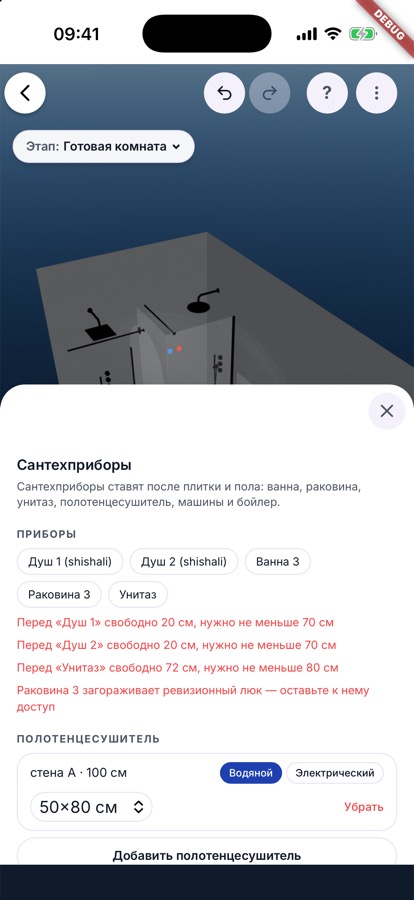 09:41
DEBUG
?
Этап: Готовая комната
Сантехприборы
Сантехприборы ставят после плитки и пола: ванна, раковина,
унитаз, полотенцесушитель, машины и бойлер.
ПРИБОРЫ
Душ 1 (shishali) Душ 2 (shishali) Ванна 3
Раковина 3 Унитаз
Перед «Душ 1» свободно 20 см, нужно не меньше 70 см
Перед «Душ 2» свободно 20 см, нужно не меньше 70 см
Перед «Унитаз» свободно 72 см, нужно не меньше 80 см
Раковина 3 загораживает ревизионный люк — оставьте к нему
доступ
ПОЛОТЕНЦЕСУШИТЕЛЬ
стена A · 100 см Водяной Электрический
50×80 см Убрать
Добавить полотенцесушитель